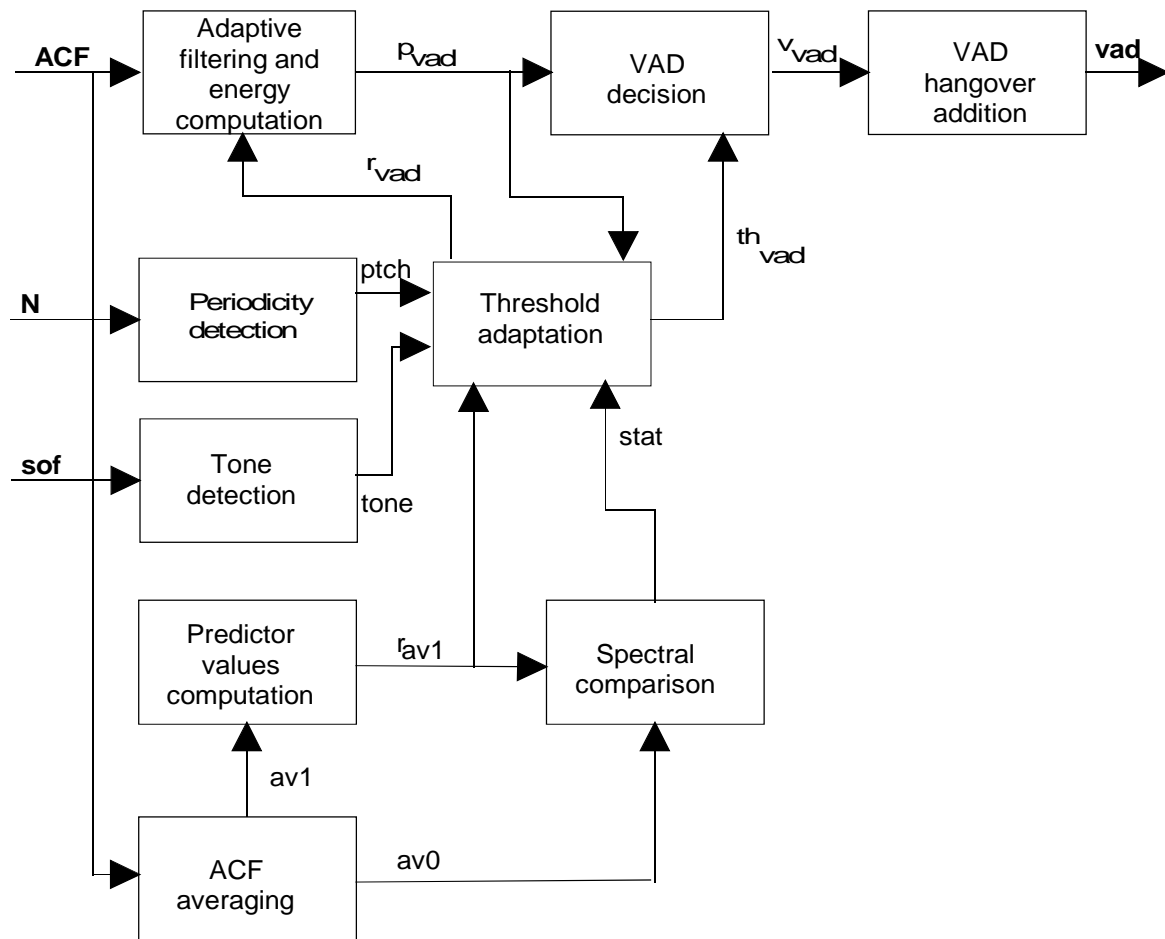 ACF
Adaptive
filtering and
energy
computation
pvad
VAD
decision
vvad
VAD
hangover
addition
vad
rvad
thvad
N
Periodicity
detection
ptch
Threshold
adaptation
sof
Tone
detection
tone
stat
Predictor
values
computation
rav1
Spectral
comparison
av1
ACF
averaging
av0